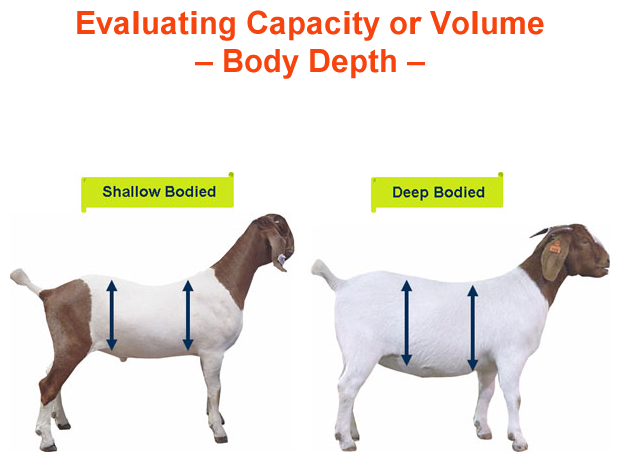 Evaluating Capacity or Volume
– Body Depth –
Shallow Bodied
Deep Bodied